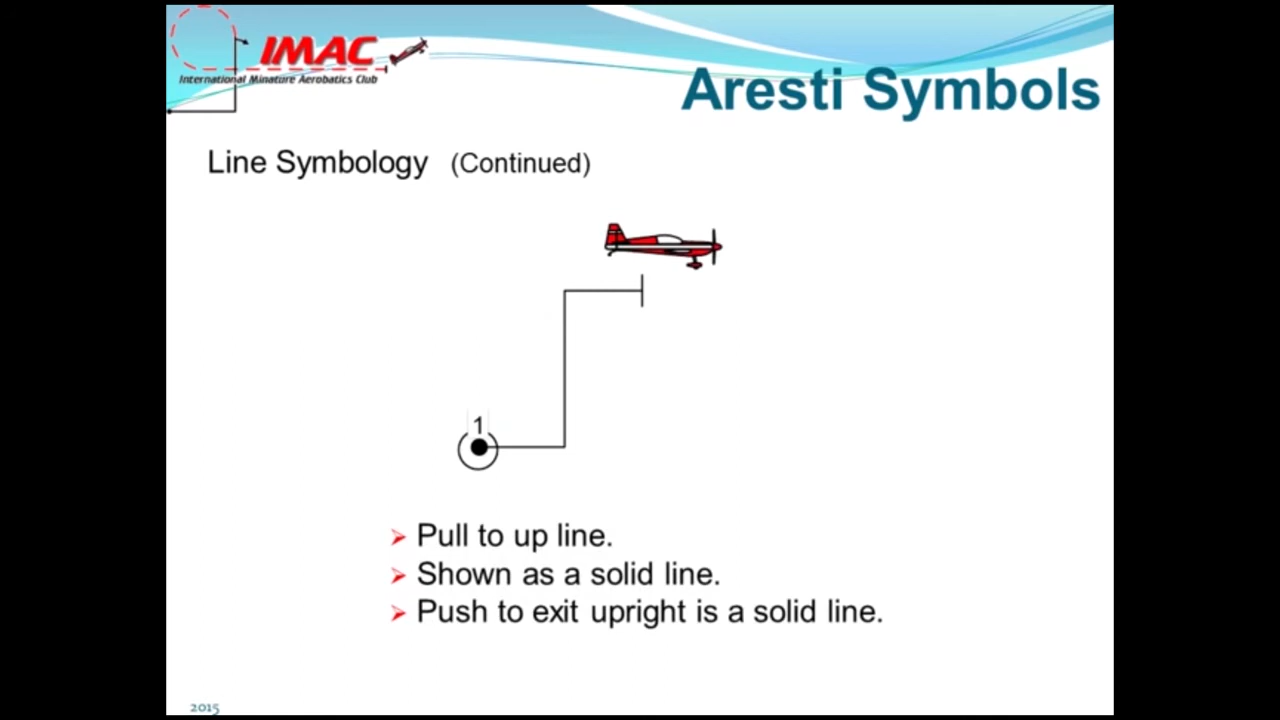 IMAC
International Minature Aerobatics Club
Aresti Symbols
Line Symbology (Continued)
1
Pull to up line.
Shown as a solid line.
Push to exit upright is a solid line.
2015